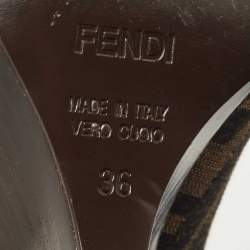 FENDI
MADE IN ITALY
VERO CUOIO
36